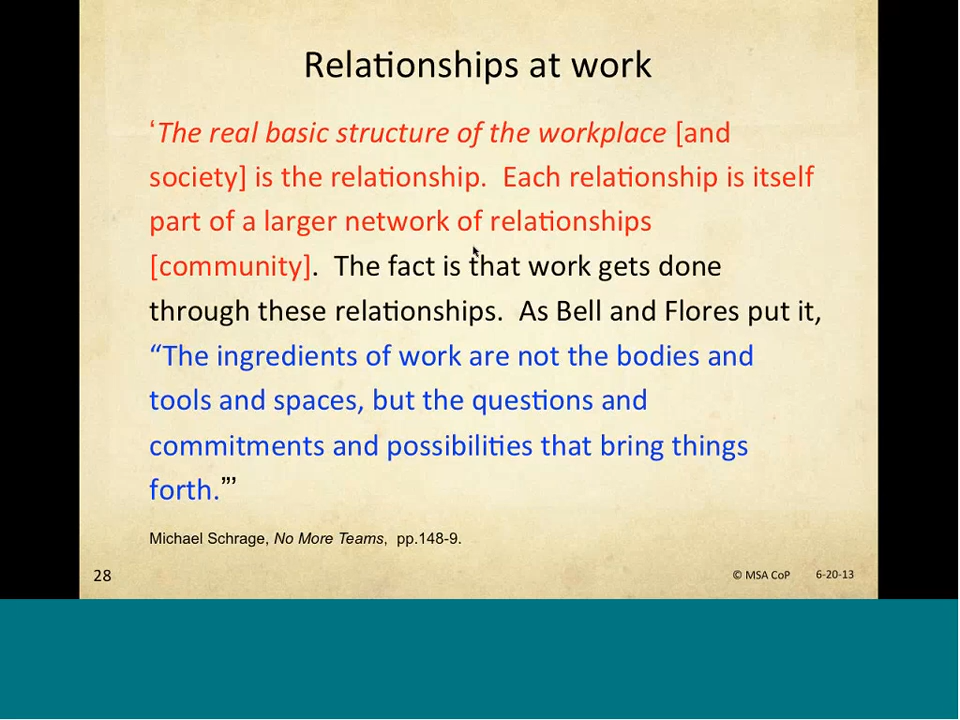 Relationships at work
‘The real basic structure of the workplace [and
society] is the relationship.  Each relationship is itself
part of a larger network of relationships
[community].  The fact is that work gets done
through these relationships.  As Bell and Flores put it,
“The ingredients of work are not the bodies and
tools and spaces, but the questions and
commitments and possibilities that bring things
forth.”’
Michael Schrage, No More Teams,  pp.148-9.
28
© MSA CoP
6-20-13